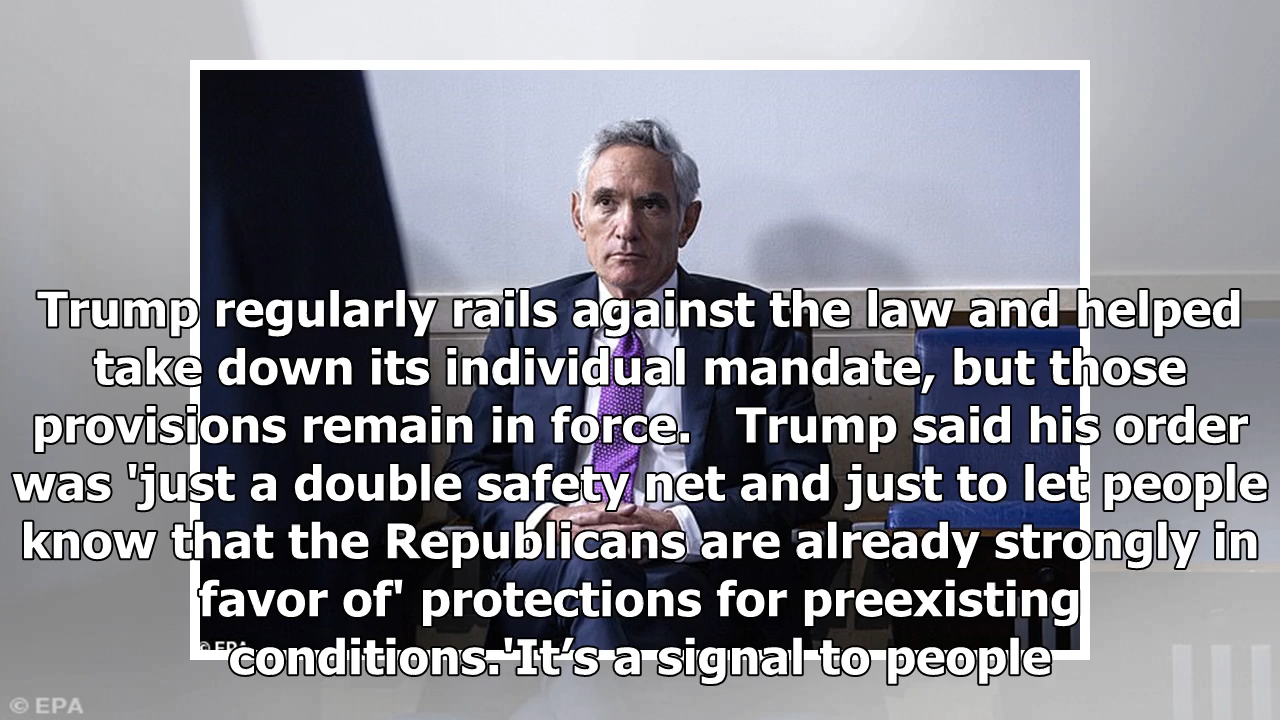 Trump regularly rails against the law and helped
take down its individual mandate, but those
provisions remain in force.   Trump said his order
was 'just a double safety net and just to let people
know that the Republicans are already strongly in
favor of' protections for preexisting
© EPA
conditions.'It’s a signal to people
© EPA